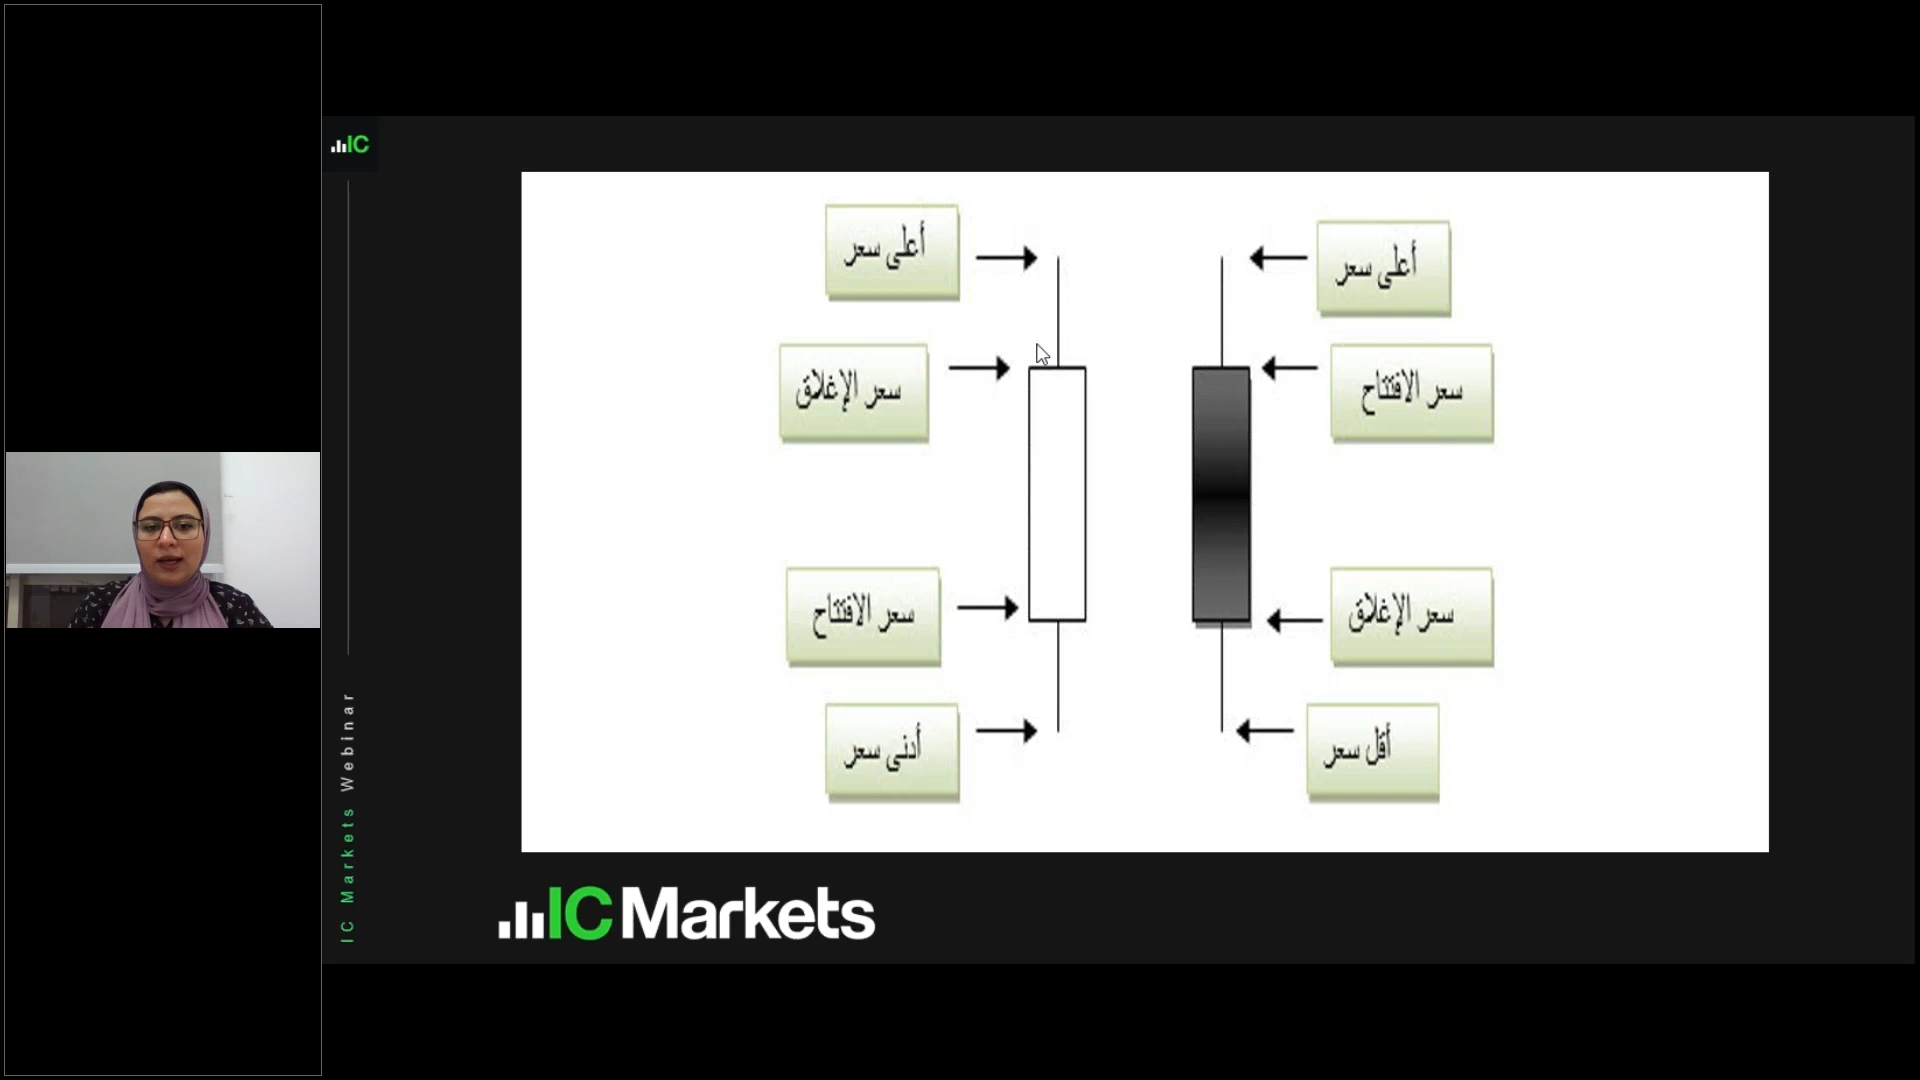 IC
IC Markets Webinar
أعلى سعر
أعلى سعر
سعر الإغلاق
سعر الافتتاح
سعر الافتتاح
سعر الإغلاق
أدنى سعر
أقل سعر
IC Markets